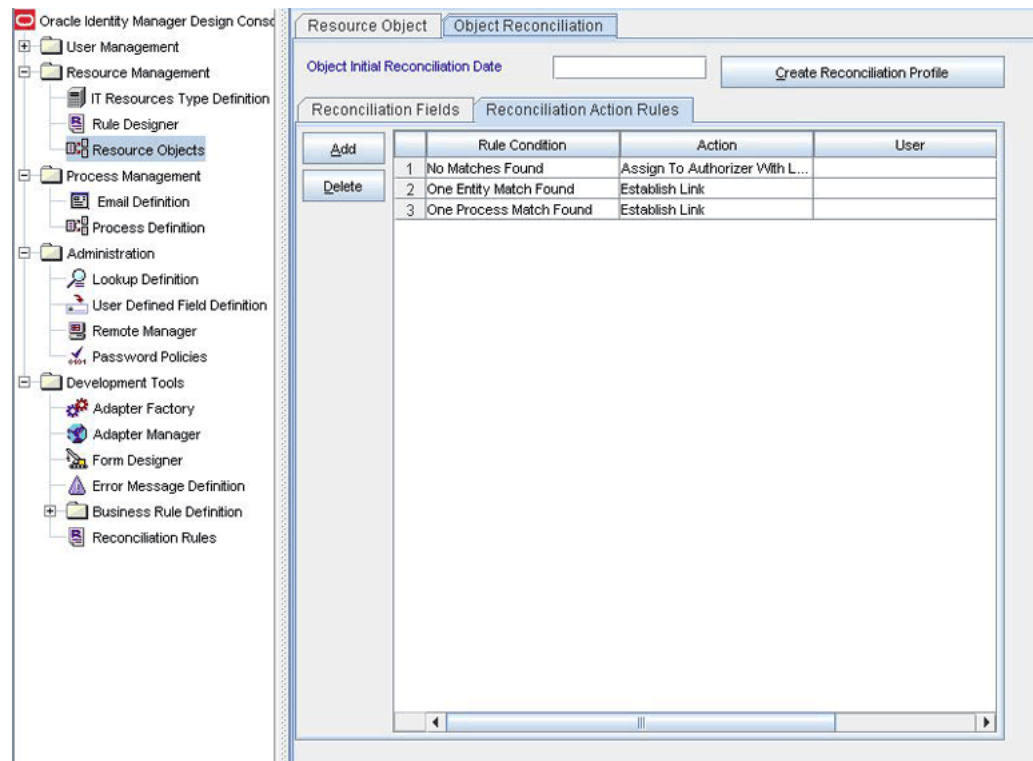 Oracle Identity Manager Design Conso
User Management
Resource Management
IT Resources Type Definition
Rule Designer
Resource Objects
Process Management
Email Definition
Process Definition
Administration
Lookup Definition
User Defined Field Definition
Remote Manager
Password Policies
Development Tools
Adapter Factory
Adapter Manager
Form Designer
Error Message Definition
Business Rule Definition
Reconciliation Rules
Resource Object Object Reconciliation
Object Initial Reconciliation Date Create Reconciliation Profile
Reconciliation Fields Reconciliation Action Rules
Add
Delete
Rule Condition Action User
1 No Matches Found Assign To Authorizer With L...
2 One Entity Match Found Establish Link
3 One Process Match Found Establish Link